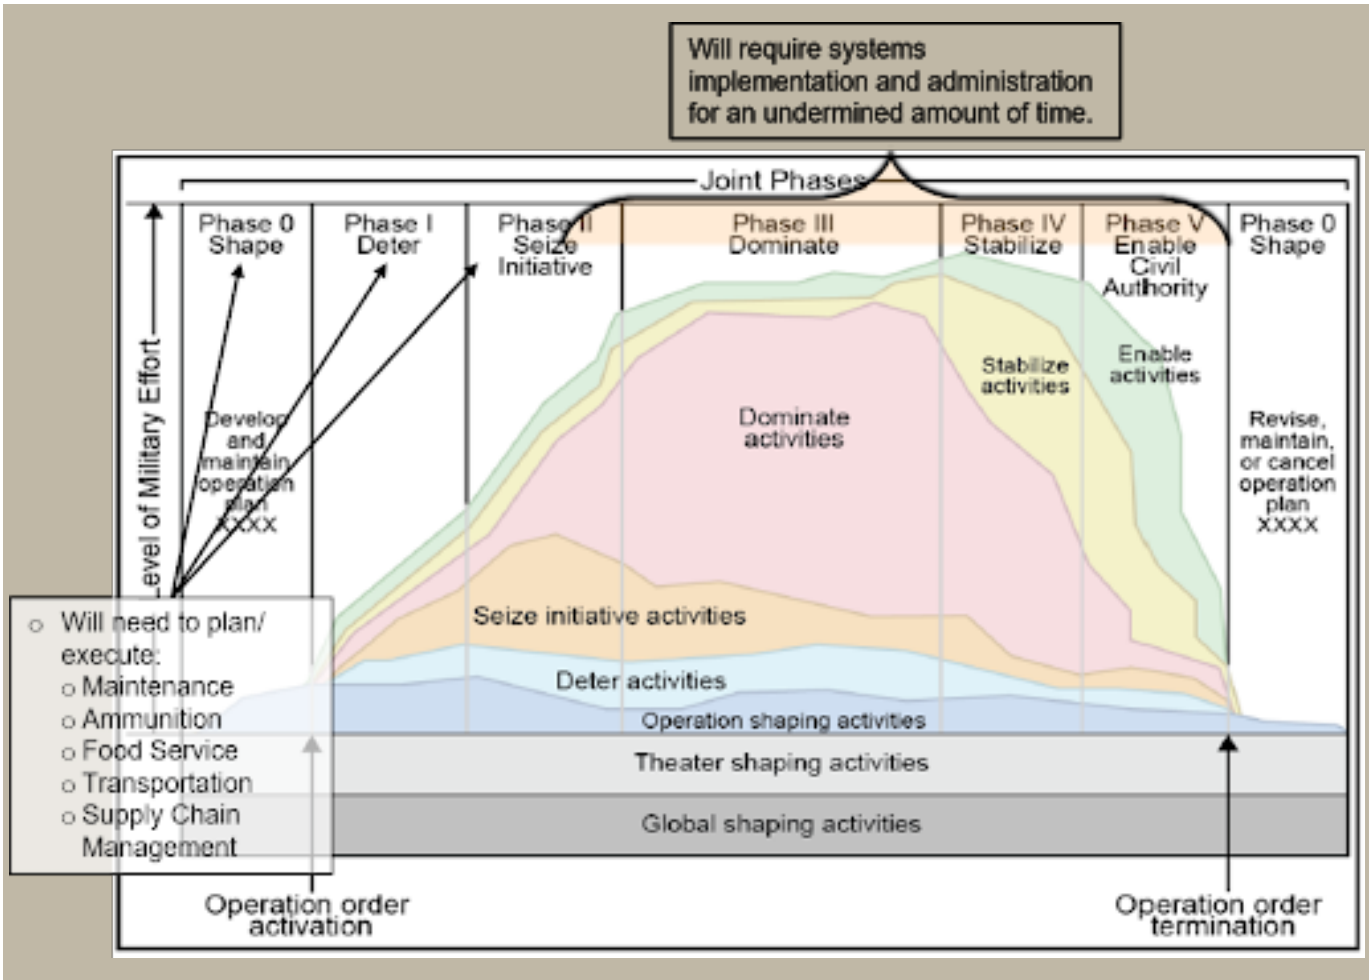 Will require systems
implementation and administration
for an undermined amount of time.
Joint Phases
Phase 0
Shape
Phase I
Deter
Phase II
Seize
Initiative
Phase III
Dominate
Phase IV
Stabilize
Phase V
Enable
Civil
Authority
Phase 0
Shape
Level of Military Effort
Develop
and
maintain
operation
plan
XXXX
Dominate
activities
Stabilize
activities
Enable
activities
Revise,
maintain,
or cancel
operation
plan
XXXX
Seize initiative activities
Deter activities
Operation shaping activities
Theater shaping activities
Global shaping activities
o Will need to plan/
execute:
o Maintenance
o Ammunition
o Food Service
o Transportation
o Supply Chain
Management
Operation order
activation
Operation order
termination